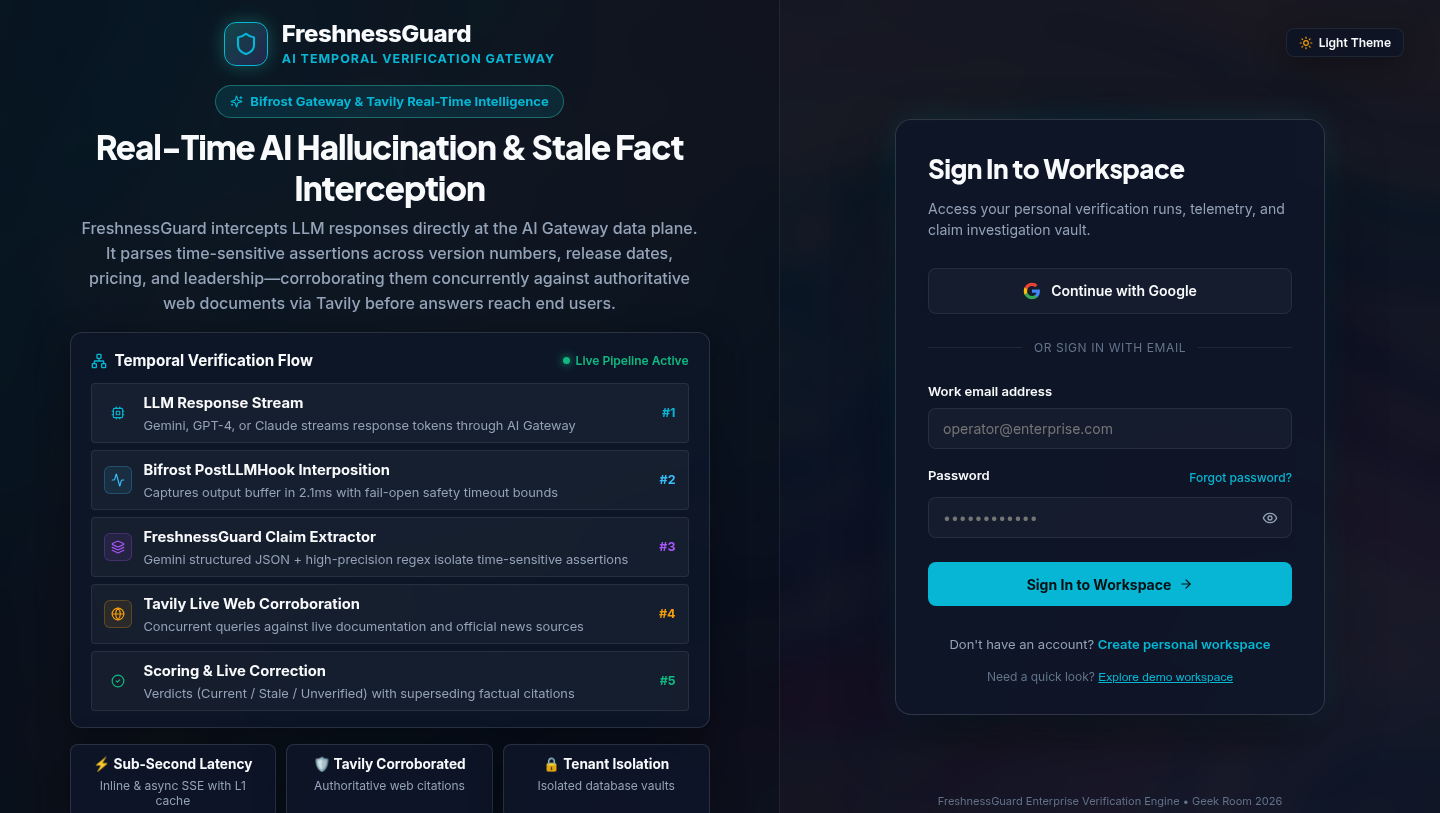 FreshnessGuard
AI TEMPORAL VERIFICATION GATEWAY
Bifrost Gateway & Tavily Real-Time Intelligence
Real-Time AI Hallucination & Stale Fact
Interception
FreshnessGuard intercepts LLM responses directly at the AI Gateway data plane.
It parses time-sensitive assertions across version numbers, release dates,
pricing, and leadership—corroborating them concurrently against authoritative
web documents via Tavily before answers reach end users.
Temporal Verification Flow
Live Pipeline Active
LLM Response Stream
Gemini, GPT-4, or Claude streams response tokens through AI Gateway
#1
Bifrost PostLLMHook Interposition
Captures output buffer in 2.1ms with fail-open safety timeout bounds
#2
FreshnessGuard Claim Extractor
Gemini structured JSON + high-precision regex isolate time-sensitive assertions
#3
Tavily Live Web Corroboration
Concurrent queries against live documentation and official news sources
#4
Scoring & Live Correction
Verdicts (Current / Stale / Unverified) with superseding factual citations
#5
⚡ Sub-Second Latency
Inline & async SSE with L1
cache
🛡️ Tavily Corroborated
Authoritative web citations
🔒 Tenant Isolation
Isolated database vaults
Light Theme
Sign In to Workspace
Access your personal verification runs, telemetry, and
claim investigation vault.
Continue with Google
OR SIGN IN WITH EMAIL
Work email address
operator@enterprise.com
Password
Forgot password?
••••••••••••
Sign In to Workspace →
Don't have an account? Create personal workspace
Need a quick look? Explore demo workspace
FreshnessGuard Enterprise Verification Engine • Geek Room 2026